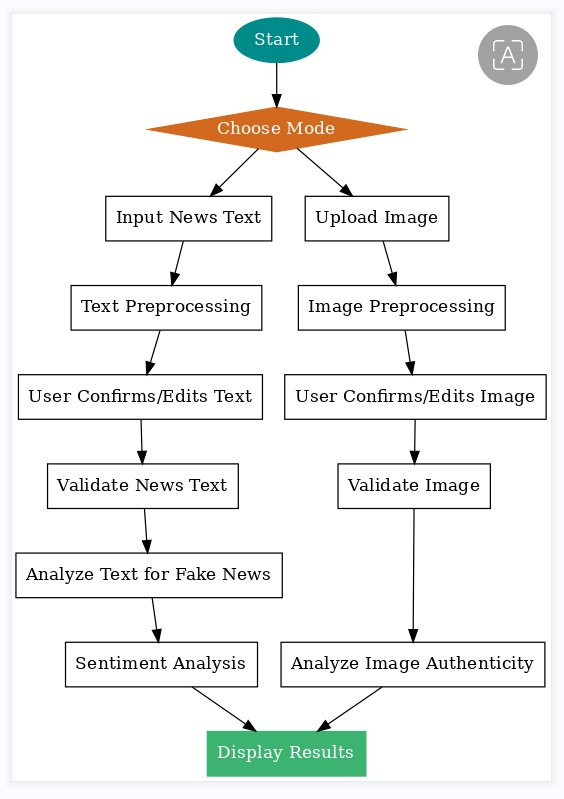 Start
A
Choose Mode
Input News Text
Upload Image
Text Preprocessing
Image Preprocessing
User Confirms/Edits Text
User Confirms/Edits Image
Validate News Text
Validate Image
Analyze Text for Fake News
Sentiment Analysis
Analyze Image Authenticity
Display Results